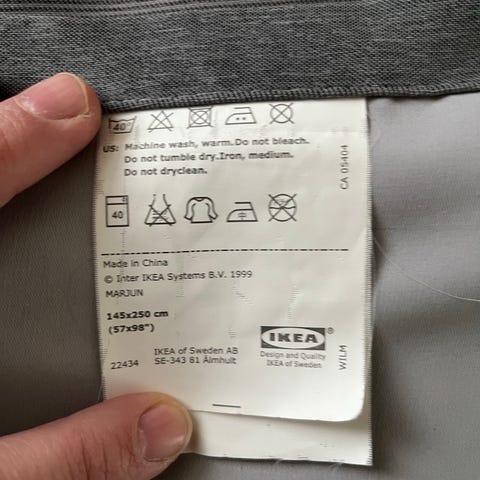 40°
US: Machine wash, warm.Do not bleach.
Do not tumble dry.Iron, medium.
Do not dryclean.
CA 05404
40
Made in China
© Inter IKEA Systems B.V. 1999
MARJUN
145x250 cm
(57x98")
IKEA
Design and Quality
IKEA of Sweden
22434
IKEA of Sweden AB
SE-343 81 Älmhult
WILM